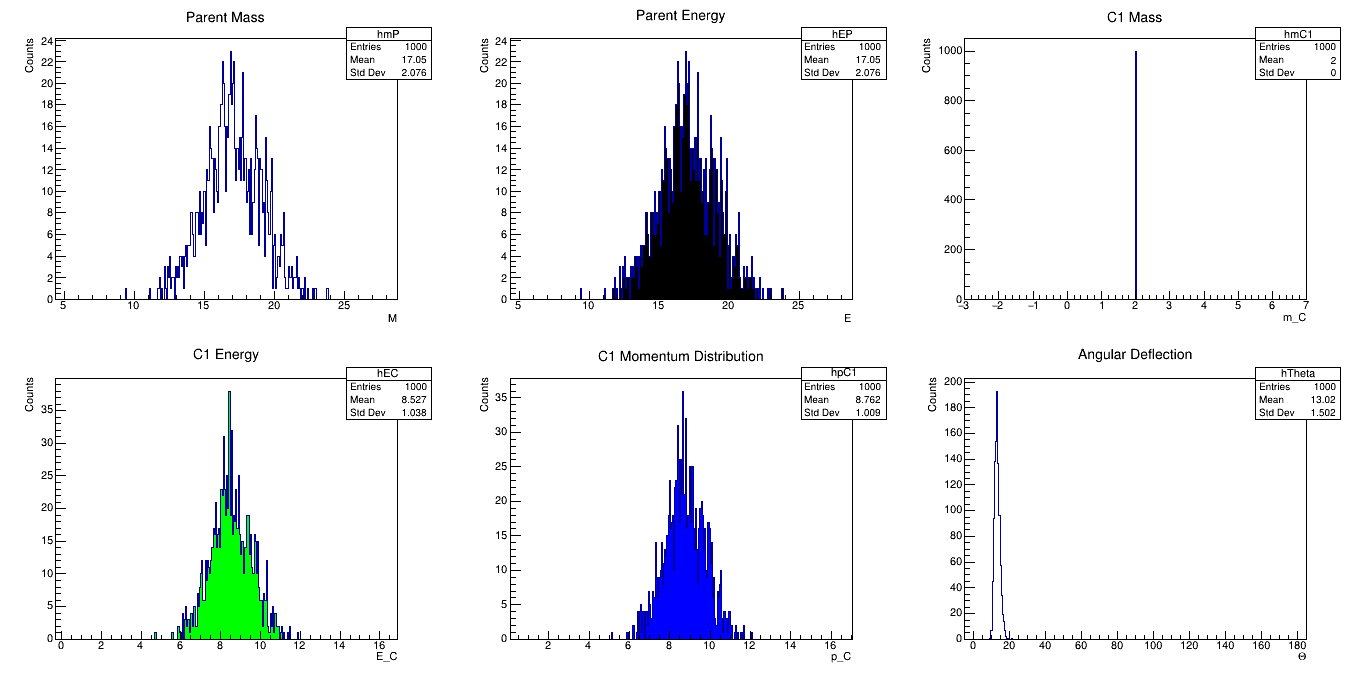 Parent Mass
hmP
Entries 1000
Mean 17.05
Std Dev 2.076
Counts
24
22
20
18
16
14
12
10
8
6
4
2
0
5 10 15 20 25
M
Parent Energy
hEP
Entries 1000
Mean 17.05
Std Dev 2.076
Counts
24
22
20
18
16
14
12
10
8
6
4
2
0
5 10 15 20 25
E
C1 Mass
hmC1
Entries 1000
Mean 2
Std Dev 0
Counts
1000
800
600
400
200
0
−3 −2 −1 0 1 2 3 4 5 6 7
m_C
C1 Energy
hEC
Entries 1000
Mean 8.527
Std Dev 1.038
Counts
35
30
25
20
15
10
5
0
0 2 4 6 8 10 12 14 16
E_C
C1 Momentum Distribution
hpC1
Entries 1000
Mean 8.762
Std Dev 1.009
Counts
35
30
25
20
15
10
5
0
2 4 6 8 10 12 14 16
p_C
Angular Deflection
hTheta
Entries 1000
Mean 13.02
Std Dev 1.502
Counts
200
180
160
140
120
100
80
60
40
20
0
0 20 40 60 80 100 120 140 160 180
Θ